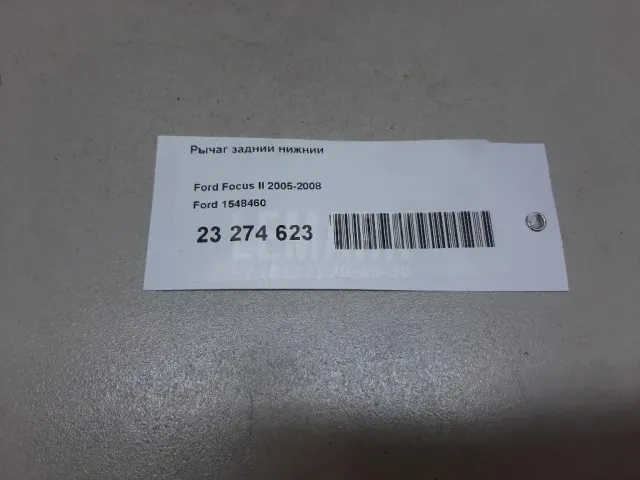 Рычаг задний нижний
Ford Focus II 2005-2008
Ford 1548460
23 274 623